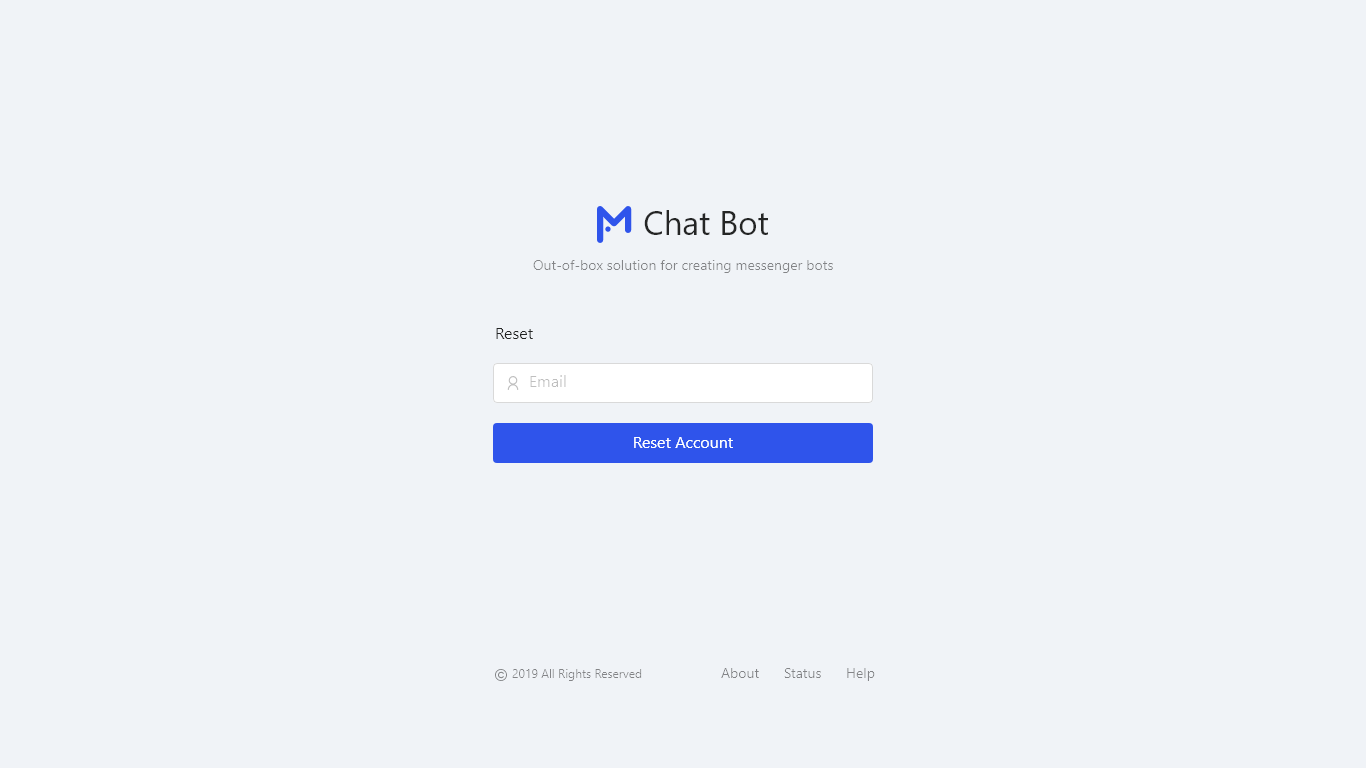 Chat Bot
Out-of-box solution for creating messenger bots
Reset
Email
Reset Account
© 2019 All Rights Reserved About Status Help